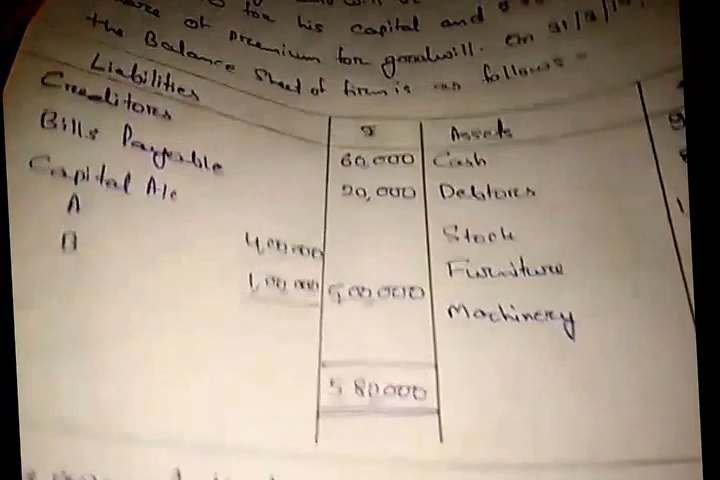 for his capital and
of premium for goodwill. On 31/3/1
the Balance Sheet of firm is as follows -
Liabilities ₹ Assets
Creaditors 60,000 Cash
Bills Payable 20,000 Debtors
Capital A/c Stock
A 4,00,000 Furniture
B 1,00,000 5,00,000 Machinery
5 80,000